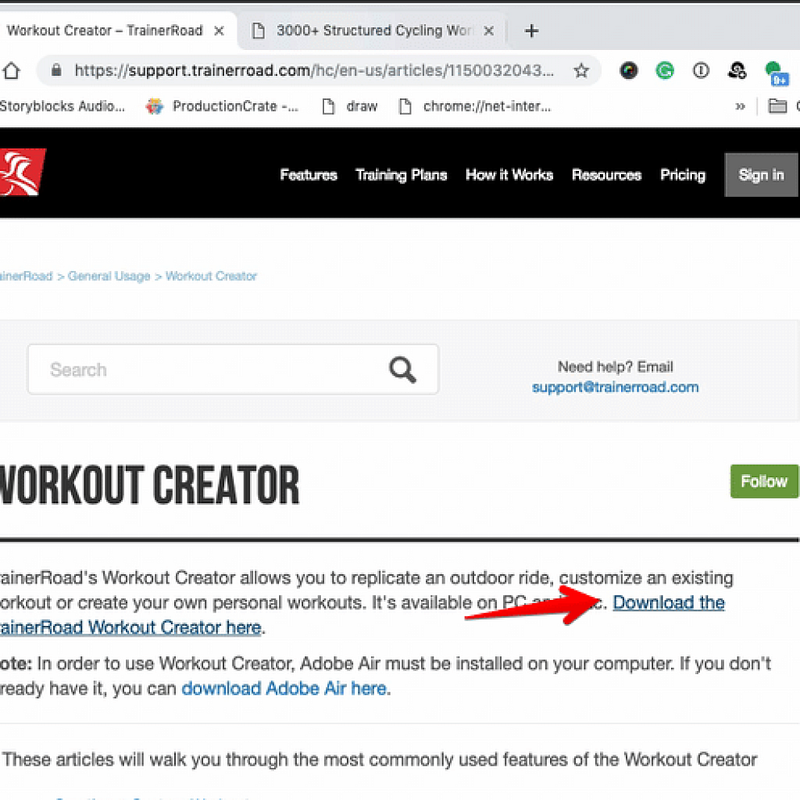 Workout Creator – TrainerRoad × 3000+ Structured Cycling Wor × +
https://support.trainerroad.com/hc/en-us/articles/1150032043... 9+
Storyblocks Audio... ProductionCrate -... draw chrome://net-inter... »
Features Training Plans How it Works Resources Pricing Sign in
ainerRoad > General Usage > Workout Creator
Search
Need help? Email
support@trainerroad.com
WORKOUT CREATOR
Follow
rainerRoad's Workout Creator allows you to replicate an outdoor ride, customize an existing
orkout or create your own personal workouts. It's available on PC and c. Download the
rainerRoad Workout Creator here.
ote: In order to use Workout Creator, Adobe Air must be installed on your computer. If you don't
ready have it, you can download Adobe Air here.
These articles will walk you through the most commonly used features of the Workout Creator